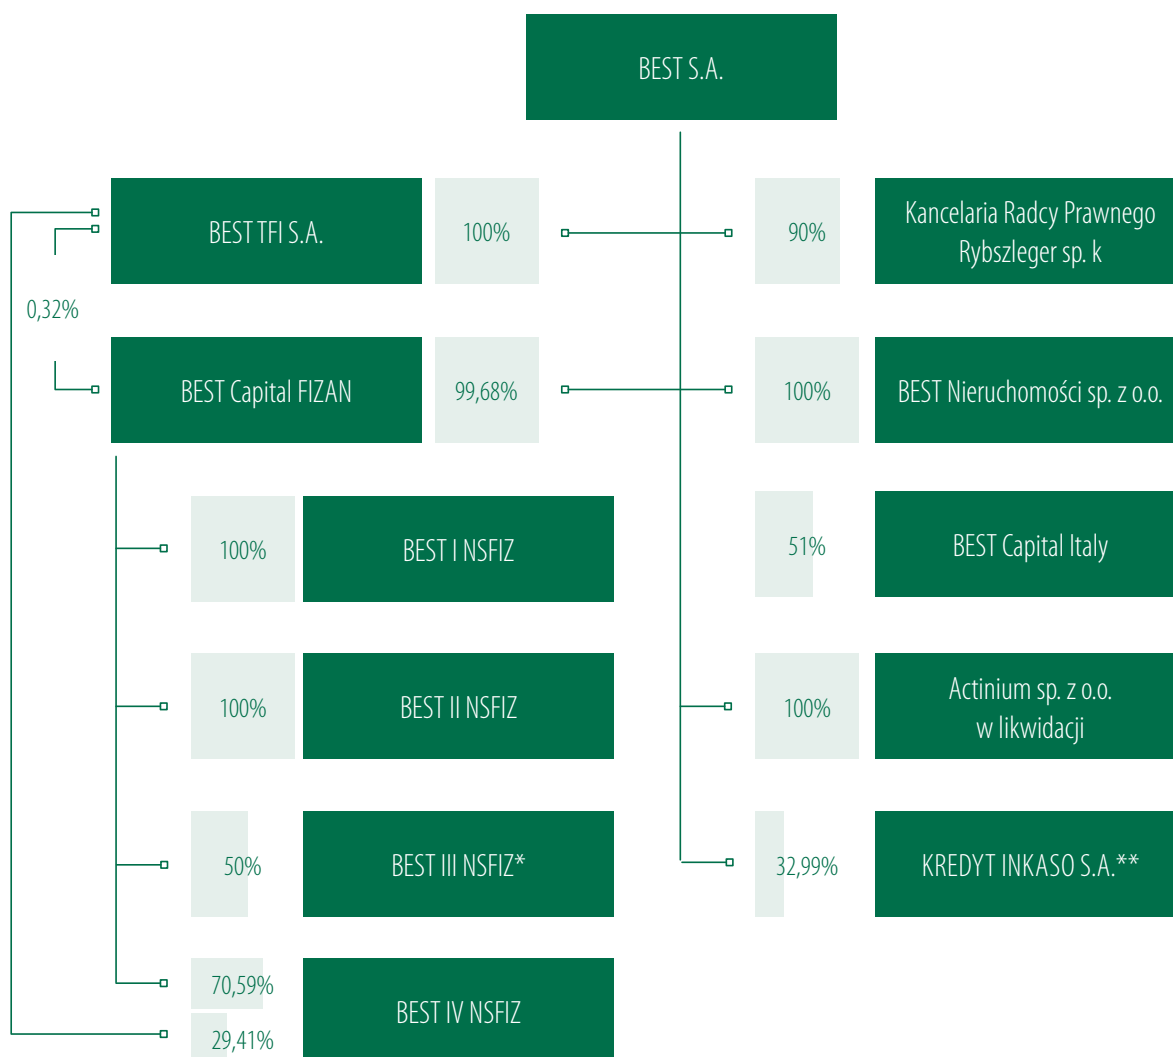 BEST S.A.
BEST TFI S.A.
100%
90%
Kancelaria Radcy Prawnego
Rybszleger sp. k
0,32%
BEST Capital FIZAN
99,68%
100%
BEST Nieruchomości sp. z o.o.
100%
BEST I NSFIZ
51%
BEST Capital Italy
100%
BEST II NSFIZ
100%
Actinium sp. z o.o.
w likwidacji
50%
BEST III NSFIZ*
32,99%
KREDYT INKASO S.A.**
70,59%
29,41%
BEST IV NSFIZ